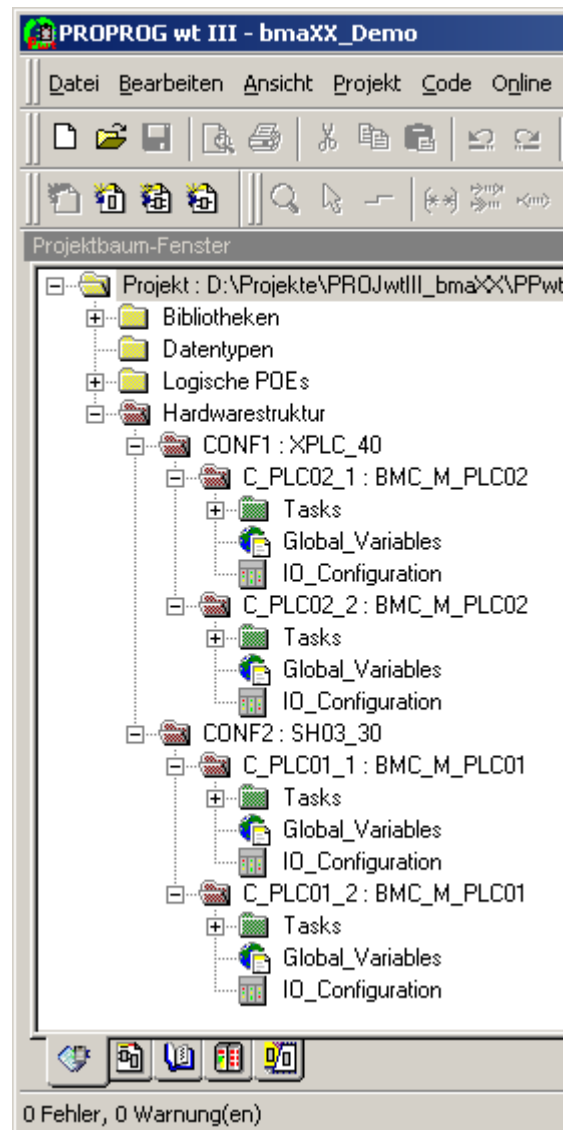 PROPROG wt III - bmaXX_Demo
Datei Bearbeiten Ansicht Projekt Code Online
Projektbaum-Fenster
Projekt : D:\Projekte\PROJwtIII_bmaXX\PPwt
Bibliotheken
Datentypen
Logische POEs
Hardwarestruktur
CONF1 : XPLC_40
C_PLC02_1 : BMC_M_PLC02
Tasks
Global_Variables
IO_Configuration
C_PLC02_2 : BMC_M_PLC02
Tasks
Global_Variables
IO_Configuration
CONF2 : SH03_30
C_PLC01_1 : BMC_M_PLC01
Tasks
Global_Variables
IO_Configuration
C_PLC01_2 : BMC_M_PLC01
Tasks
Global_Variables
IO_Configuration
0 Fehler, 0 Warnung(en)